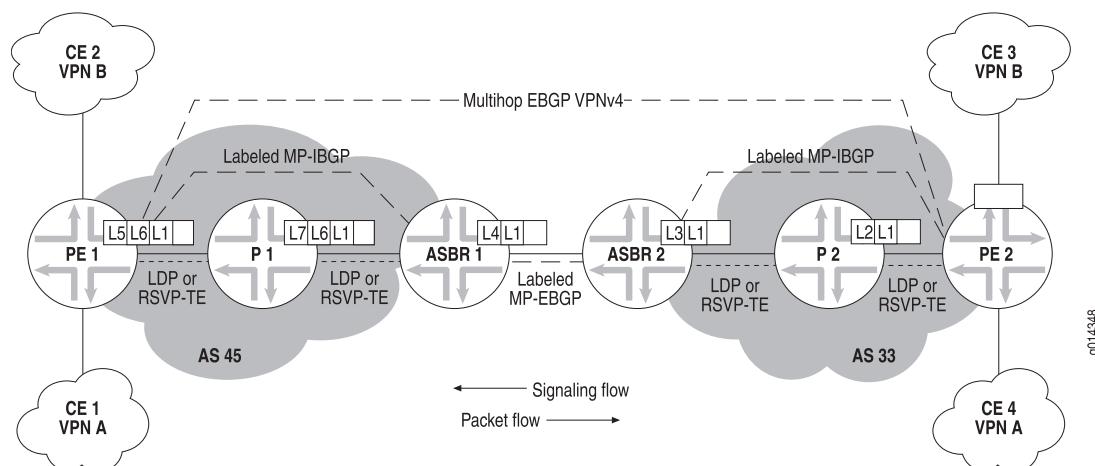 CE 2
VPN B
CE 3
VPN B
Multihop EBGP VPNv4
Labeled MP-IBGP
Labeled MP-IBGP
L5 L6 L1
L7 L6 L1
L4 L1
L3 L1
L2 L1
PE 1
P 1
ASBR 1
ASBR 2
P 2
PE 2
LDP or
RSVP-TE
LDP or
RSVP-TE
Labeled
MP-EBGP
LDP or
RSVP-TE
LDP or
RSVP-TE
AS 45
AS 33
g014348
Signaling flow
Packet flow
CE 1
VPN A
CE 4
VPN A